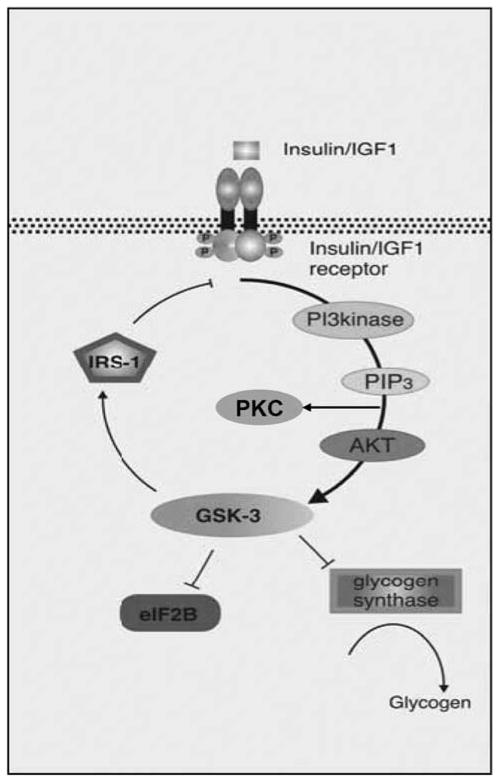 Insulin/IGF1
P
P
P
P
Insulin/IGF1
receptor
PI3kinase
IRS-1
PIP3
PKC
AKT
GSK-3
glycogen
synthase
eIF2B
Glycogen